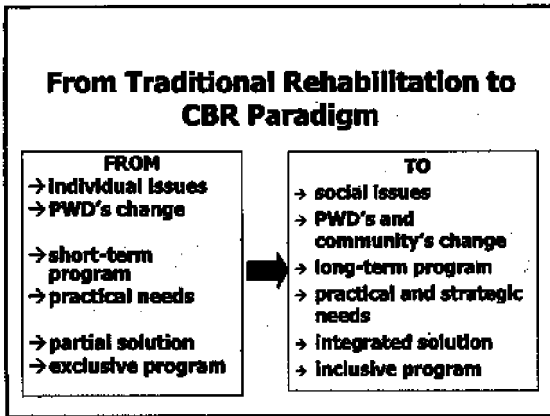 From Traditional Rehabilitation to
CBR Paradigm
FROM
→ individual issues
→ PWD's change
→ short-term
program
→ practical needs
→ partial solution
→ exclusive program
TO
→ social issues
→ PWD's and
community's change
→ long-term program
→ practical and strategic
needs
→ integrated solution
→ inclusive program